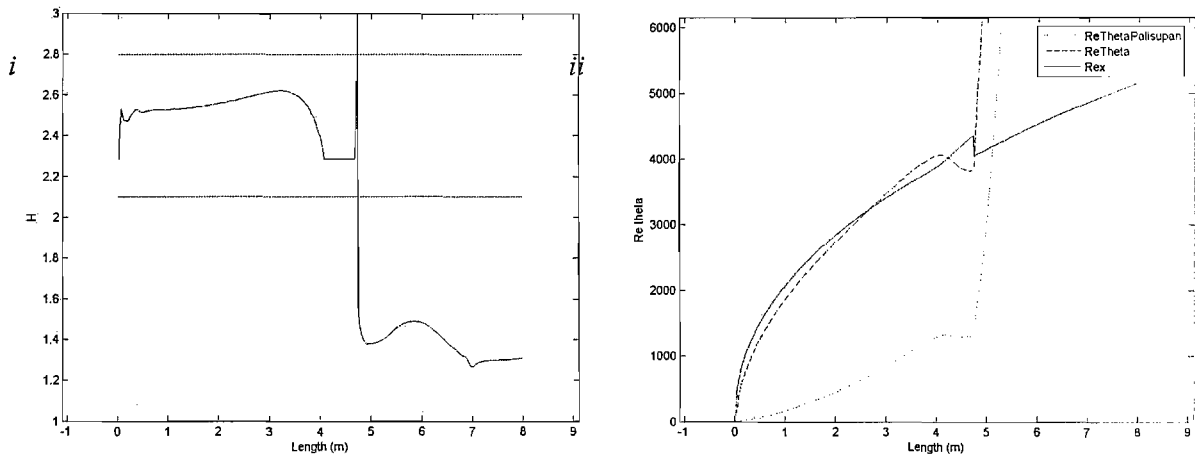 i
3
2.8
2.6
2.4
2.2
2
1.8
1.6
1.4
1.2
1
H
-1 0 1 2 3 4 5 6 7 8 9
Length (m)
ii
6000
5000
4000
3000
2000
1000
0
Re theta
-1 0 1 2 3 4 5 6 7 8 9
Length (m)
ReThetaPalisupan
ReTheta
Rex